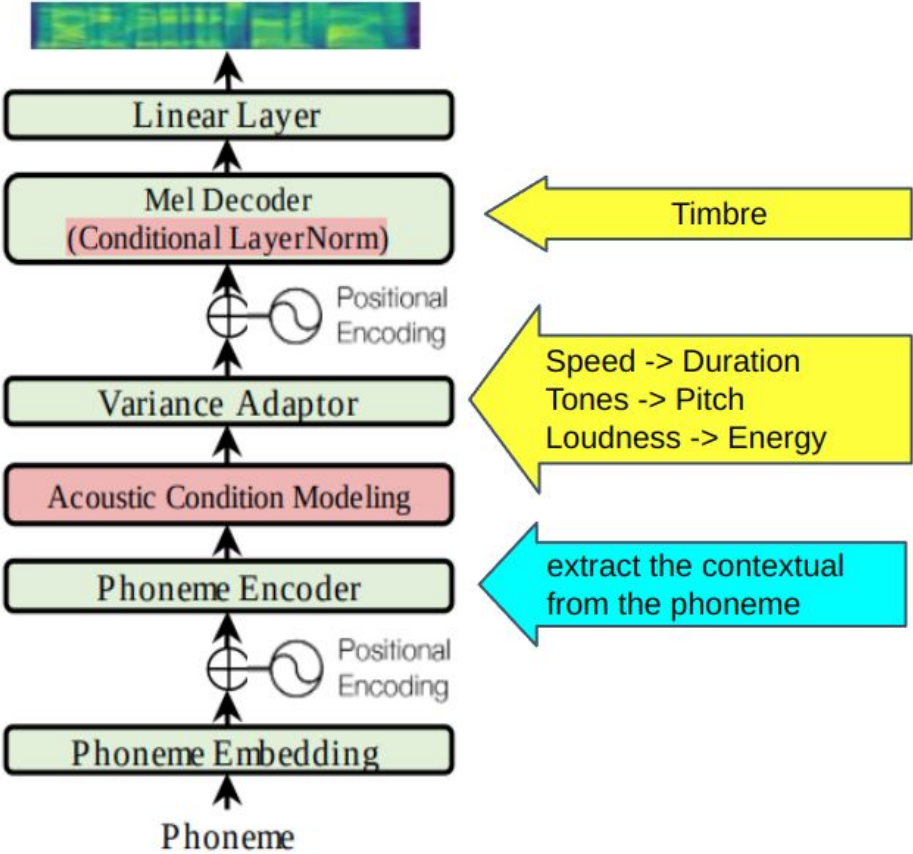 Linear Layer
Mel Decoder
(Conditional LayerNorm)
Timbre
Positional
Encoding
Speed -> Duration
Tones -> Pitch
Loudness -> Energy
Variance Adaptor
Acoustic Condition Modeling
Phoneme Encoder
extract the contextual
from the phoneme
Positional
Encoding
Phoneme Embedding
Phoneme